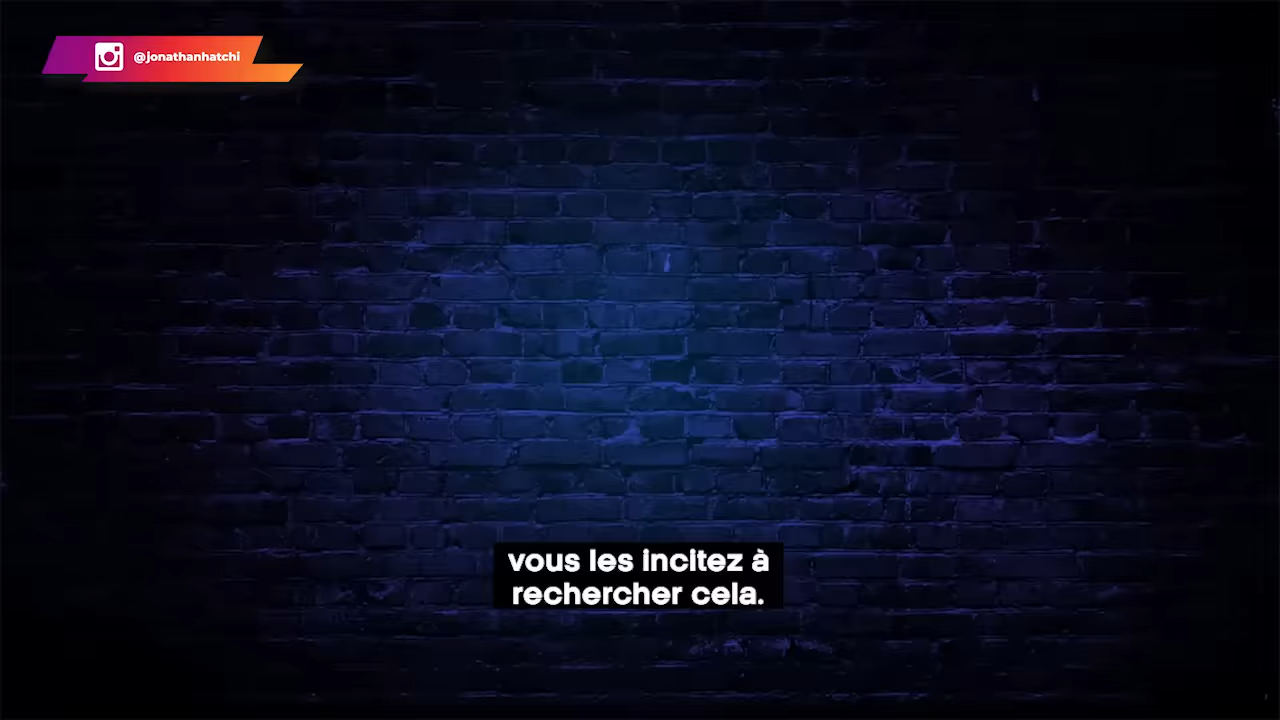 @jonathanhatchi
vous les incitez à
rechercher cela.